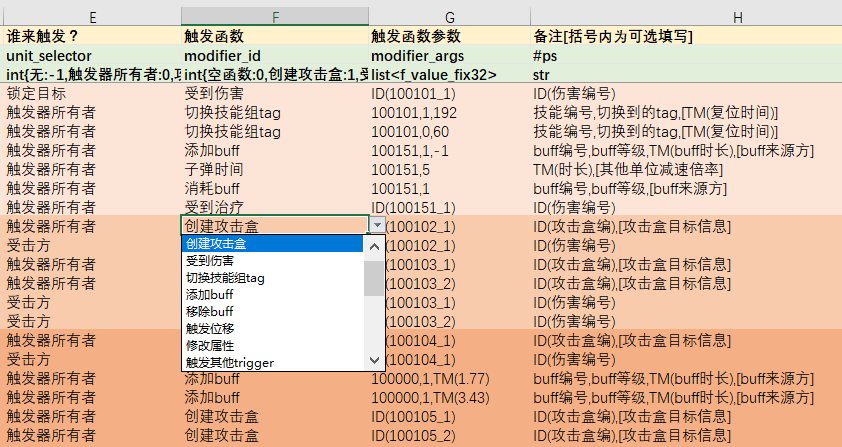 E F G H
谁来触发？ 触发函数 触发函数参数 备注[括号内为可选填写]
unit_selector modifier_id modifier_args #ps
int{无:-1,触发器所有者:0, int{空函数:0,创建攻击盒:1, list<f_value_fix32> str
锁定目标 受到伤害 ID(100101_1) ID(伤害编号)
触发器所有者 切换技能组tag 100101,1,192 技能编号,切换到的tag,[TM(复位时间)]
触发器所有者 切换技能组tag 100101,0,60 技能编号,切换到的tag,[TM(复位时间)]
触发器所有者 添加buff 100151,1,-1 buff编号,buff等级,TM(buff时长),[buff来源方]
触发器所有者 子弹时间 100151,5 TM(时长),[其他单位减速倍率]
触发器所有者 消耗buff 100151,1 buff编号,buff等级,[buff来源方]
触发器所有者 受到治疗 ID(100151_1) ID(伤害编号)
触发器所有者 创建攻击盒 (100102_1) ID(攻击盒编),[攻击盒目标信息]
受击方 创建攻击盒 (100102_1) ID(伤害编号)
触发器所有者 受到伤害 (100103_1) ID(攻击盒编),[攻击盒目标信息]
触发器所有者 切换技能组tag (100103_2) ID(攻击盒编),[攻击盒目标信息]
受击方 添加buff (100103_1) ID(伤害编号)
受击方 移除buff (100103_2) ID(伤害编号)
触发器所有者 触发位移 (100104_1) ID(攻击盒编),[攻击盒目标信息]
受击方 修改属性 (100104_1) ID(伤害编号)
触发其他trigger
触发器所有者 添加buff 100000,1,TM(1.77) buff编号,buff等级,TM(buff时长),[buff来源方]
触发器所有者 添加buff 100000,1,TM(3.43) buff编号,buff等级,TM(buff时长),[buff来源方]
触发器所有者 创建攻击盒 ID(100105_1) ID(攻击盒编),[攻击盒目标信息]
触发器所有者 创建攻击盒 ID(100105_2) ID(攻击盒编),[攻击盒目标信息]